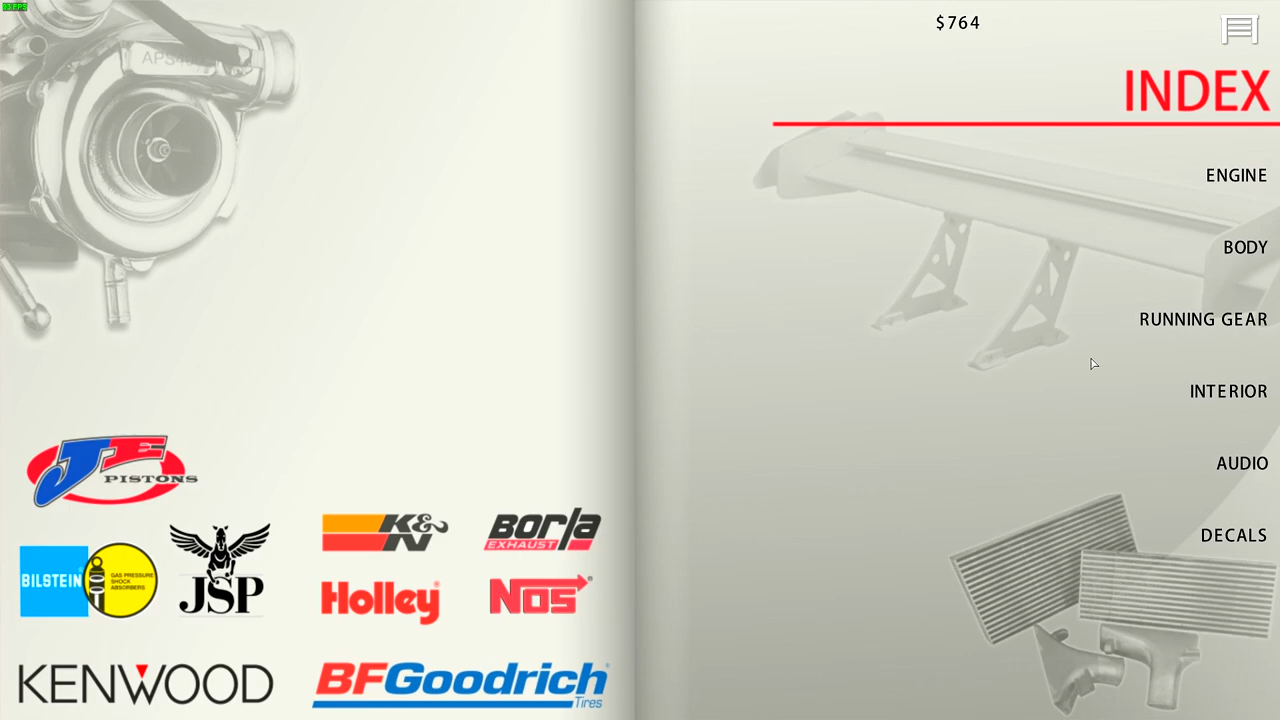 $764
INDEX
ENGINE
BODY
RUNNING GEAR
INTERIOR
AUDIO
DECALS
JE
PISTONS
BILSTEIN
GAS PRESSURE
SHOCK
ABSORBERS
JSP
K&N
Borla
EXHAUST
Holley
NOS
KENWOOD
BFGoodrich
Tires